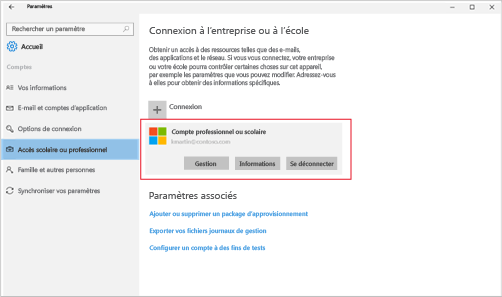 Paramètres
Rechercher un paramètre
Accueil
Comptes
Vos informations
E-mail et comptes d'application
Options de connexion
Accès scolaire ou professionnel
Famille et autres personnes
Synchroniser vos paramètres
Connexion à l'entreprise ou à l'école
Obtenir un accès à des ressources telles que des e-mails,
des applications et le réseau. Si vous vous connectez, votre entreprise
ou votre école pourra contrôler certaines choses sur cet appareil,
par exemple les paramètres que vous pouvez modifier. Adressez-vous
à elles pour obtenir des informations spécifiques.
Connexion
Compte professionnel ou scolaire
Gestion
Informations
Se déconnecter
Paramètres associés
Ajouter ou supprimer un package d'approvisionnement
Exporter vos fichiers journaux de gestion
Configurer un compte à des fins de tests